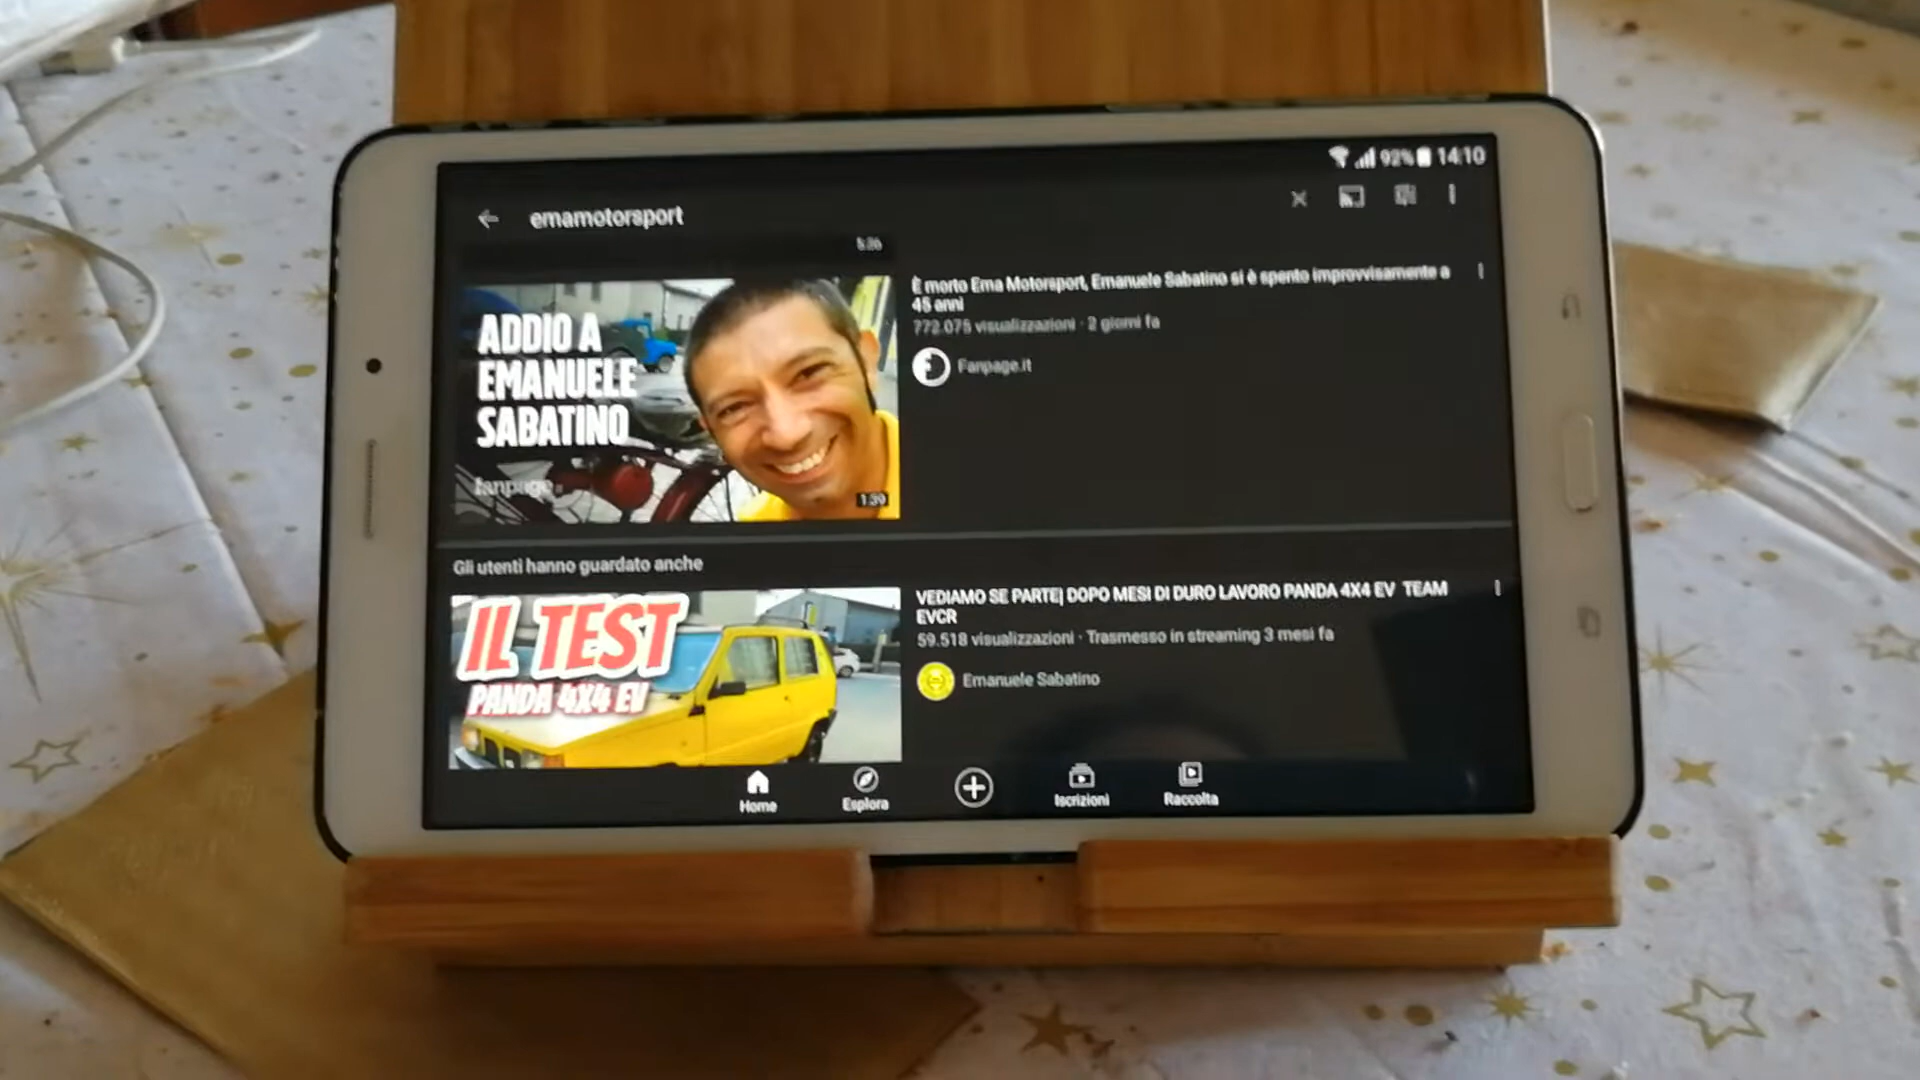 92% 14:10
emamotorsport
5:36
ADDIO A
EMANUELE
SABATINO
fanpage
1:39
È morto Ema Motorsport, Emanuele Sabatino si è spento improvvisamente a
45 anni
772.075 visualizzazioni · 2 giorni fa
Fanpage.it
Gli utenti hanno guardato anche
IL TEST
PANDA 4X4 EV
VEDIAMO SE PARTE| DOPO MESI DI DURO LAVORO PANDA 4X4 EV TEAM
EVCR
59.518 visualizzazioni · Trasmesso in streaming 3 mesi fa
Emanuele Sabatino
Home
Esplora
Iscrizioni
Raccolta